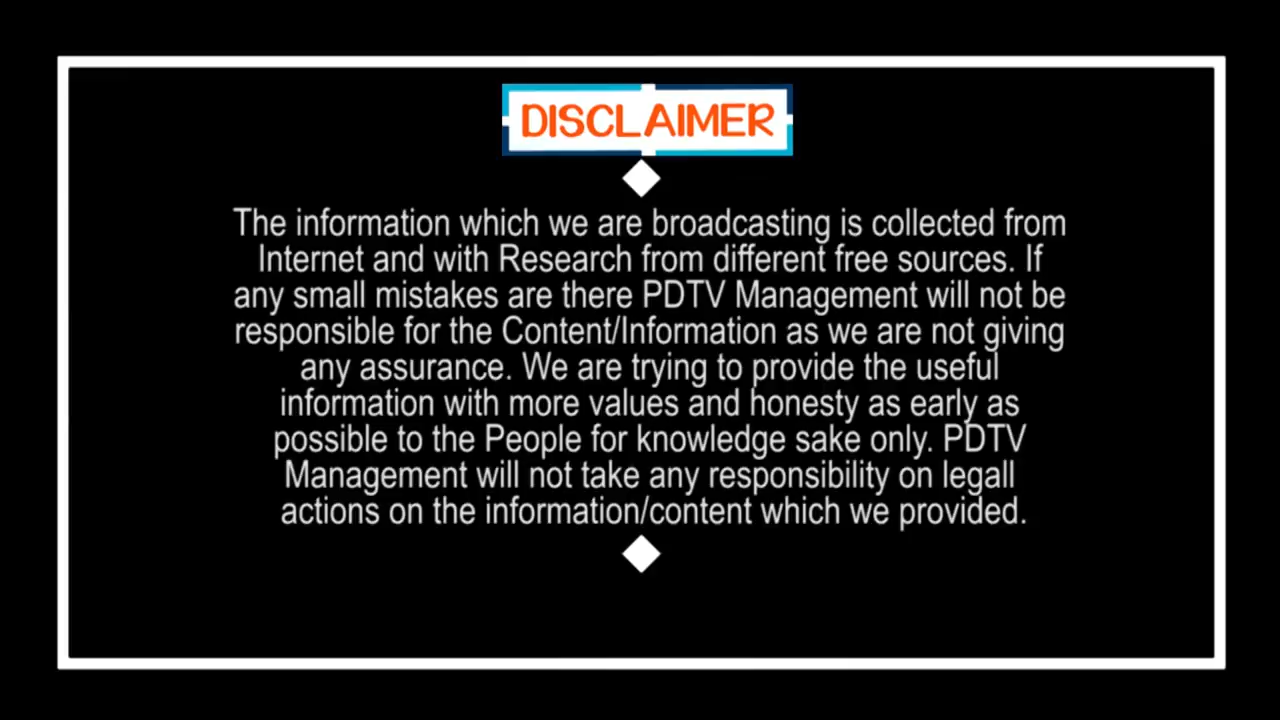 DISCLAIMER
The information which we are broadcasting is collected from
Internet and with Research from different free sources. If
any small mistakes are there PDTV Management will not be
responsible for the Content/Information as we are not giving
any assurance. We are trying to provide the useful
information with more values and honesty as early as
possible to the People for knowledge sake only. PDTV
Management will not take any responsibility on legall
actions on the information/content which we provided.